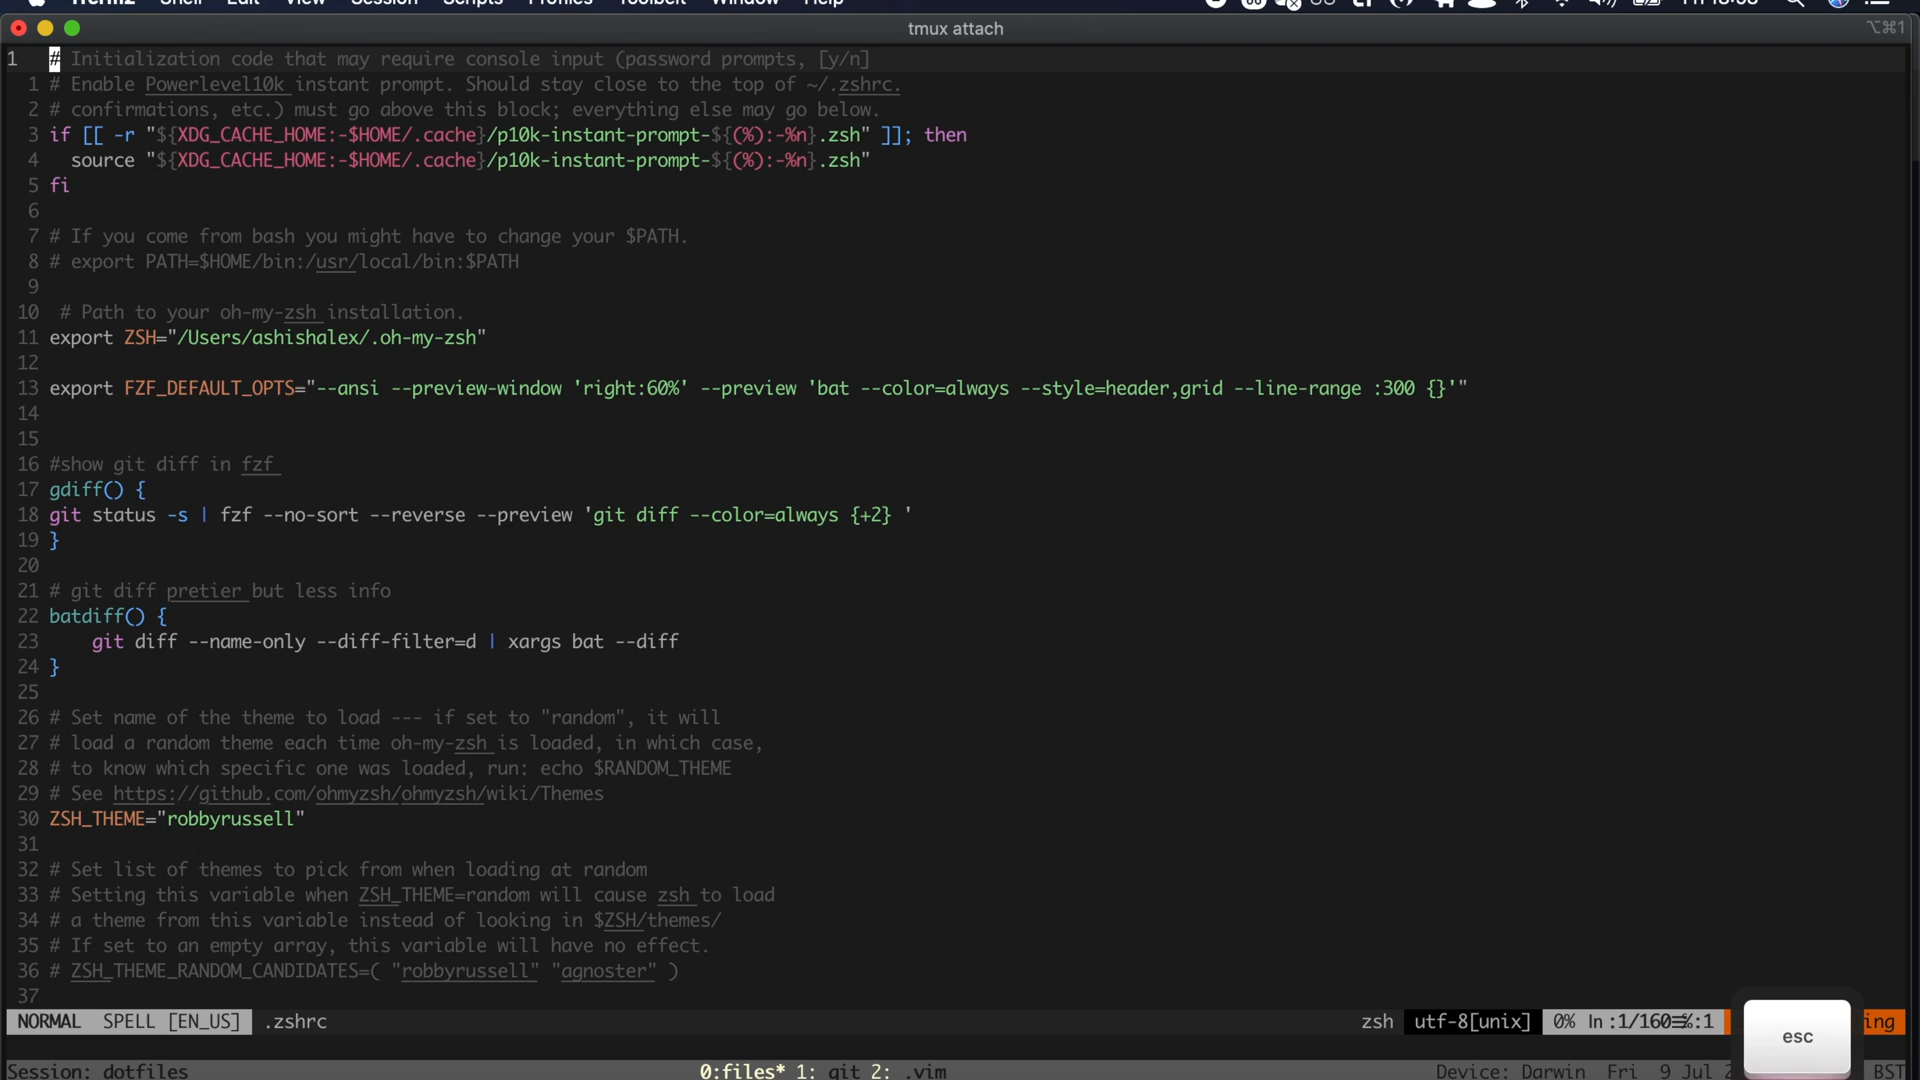 iTerm2 Shell Edit View Session Scripts Profiles Toolbelt Window Help
tmux attach
⌥⌘1
1 # Initialization code that may require console input (password prompts, [y/n]
1 # Enable Powerlevel10k instant prompt. Should stay close to the top of ~/.zshrc.
2 # confirmations, etc.) must go above this block; everything else may go below.
3 if [[ -r "${XDG_CACHE_HOME:-$HOME/.cache}/p10k-instant-prompt-${(%):-%n}.zsh" ]]; then
4 source "${XDG_CACHE_HOME:-$HOME/.cache}/p10k-instant-prompt-${(%):-%n}.zsh"
5 fi
6
7 # If you come from bash you might have to change your $PATH.
8 # export PATH=$HOME/bin:/usr/local/bin:$PATH
9
10 # Path to your oh-my-zsh installation.
11 export ZSH="/Users/ashishalex/.oh-my-zsh"
12
13 export FZF_DEFAULT_OPTS="--ansi --preview-window 'right:60%' --preview 'bat --color=always --style=header,grid --line-range :300 {}'"
14
15
16 #show git diff in fzf
17 gdiff() {
18 git status -s | fzf --no-sort --reverse --preview 'git diff --color=always {+2} '
19 }
20
21 # git diff pretier but less info
22 batdiff() {
23 git diff --name-only --diff-filter=d | xargs bat --diff
24 }
25
26 # Set name of the theme to load --- if set to "random", it will
27 # load a random theme each time oh-my-zsh is loaded, in which case,
28 # to know which specific one was loaded, run: echo $RANDOM_THEME
29 # See https://github.com/ohmyzsh/ohmyzsh/wiki/Themes
30 ZSH_THEME="robbyrussell"
31
32 # Set list of themes to pick from when loading at random
33 # Setting this variable when ZSH_THEME=random will cause zsh to load
34 # a theme from this variable instead of looking in $ZSH/themes/
35 # If set to an empty array, this variable will have no effect.
36 # ZSH_THEME_RANDOM_CANDIDATES=( "robbyrussell" "agnoster" )
37
NORMAL SPELL [EN_US] .zshrc zsh utf-8[unix] 0% ln :1/160☰%:1 ing
esc
Session: dotfiles 0:files* 1: git 2: .vim Device: Darwin Fri 9 Jul BST